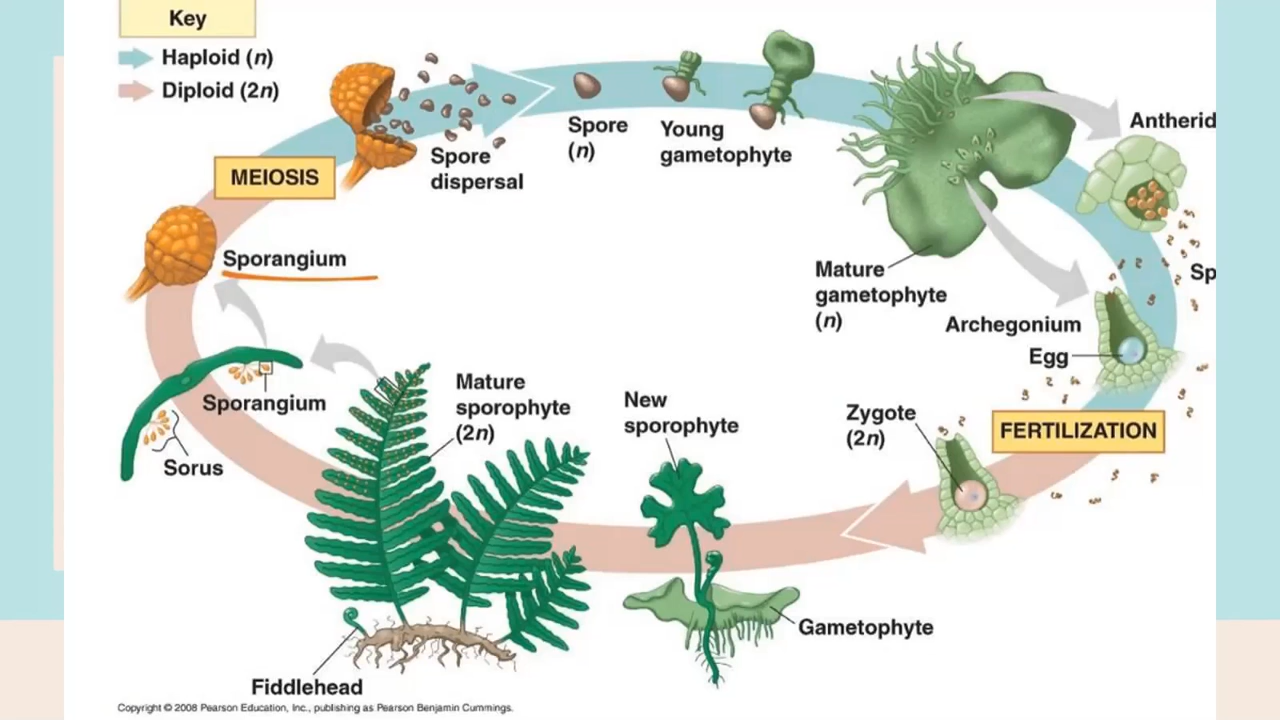 Key
Haploid (n)
Diploid (2n)
MEIOSIS
Spore
dispersal
Spore
(n)
Young
gametophyte
Antherid
Sporangium
Mature
gametophyte
(n)
Sp
Archegonium
Egg
Sporangium
Sorus
Mature
sporophyte
(2n)
New
sporophyte
Zygote
(2n)
FERTILIZATION
Gametophyte
Fiddlehead
Copyright © 2008 Pearson Education, Inc., publishing as Pearson Benjamin Cummings.